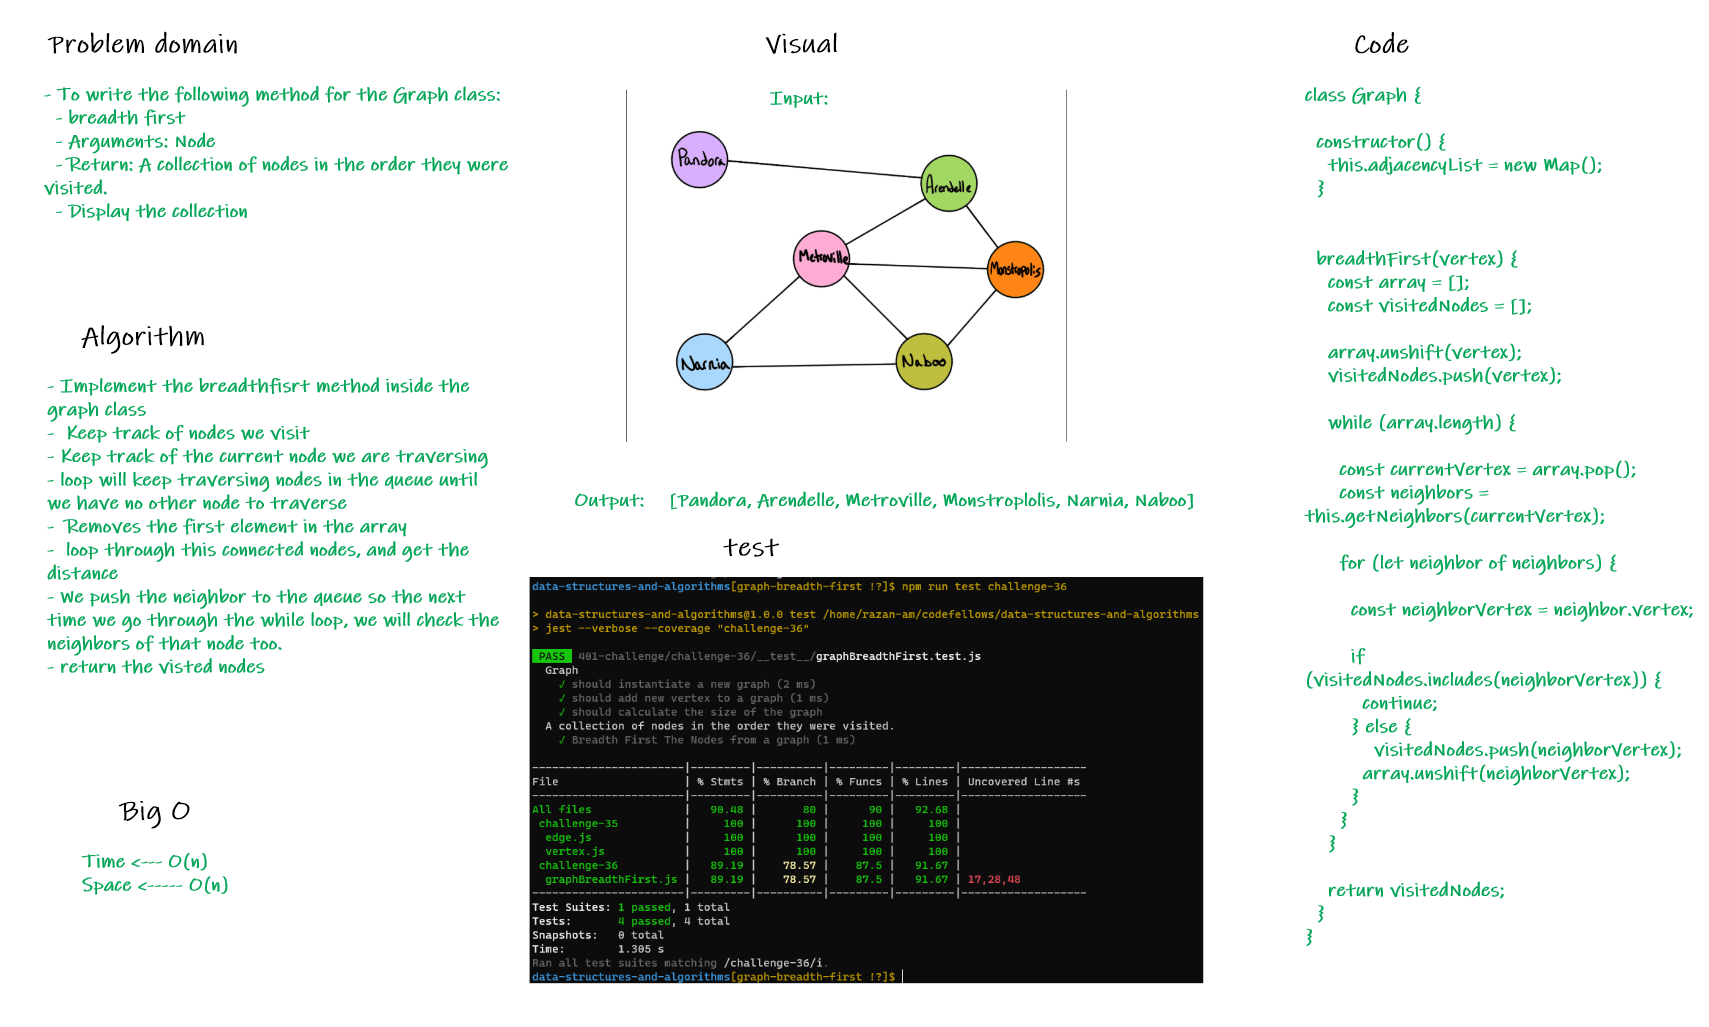 Problem domain
- To write the following method for the Graph class:
- breadth first
- Arguments: Node
- Return: A collection of nodes in the order they were
visited.
- Display the collection
Algorithm
- Implement the breadthfisrt method inside the
graph class
- Keep track of nodes we visit
- Keep track of the current node we are traversing
- loop will keep traversing nodes in the queue until
we have no other node to traverse
- Removes the first element in the array
- loop through this connected nodes, and get the
distance
- We push the neighbor to the queue so the next
time we go through the while loop, we will check the
neighbors of that node too.
- return the visted nodes
Big O
Time <--- O(n)
Space <----- O(n)
Visual
Input:
Pandora
Arendelle
Metroville
Monstropolis
Narnia
Naboo
Output: [Pandora, Arendelle, Metroville, Monstroplolis, Narnia, Naboo]
test
data-structures-and-algorithms[graph-breadth-first !?]$ npm run test challenge-36
> data-structures-and-algorithms@1.0.0 test /home/razan-am/codefellows/data-structures-and-algorithms
> jest --verbose --coverage "challenge-36"
PASS 401-challenge/challenge-36/__test__/graphBreadthFirst.test.js
Graph
✓ should instantiate a new graph (2 ms)
✓ should add new vertex to a graph (1 ms)
✓ should calculate the size of the graph
A collection of nodes in the order they were visited.
✓ Breadth First The Nodes from a graph (1 ms)
-----------------------|---------|----------|---------|---------|-------------------
File | % Stmts | % Branch | % Funcs | % Lines | Uncovered Line #s
-----------------------|---------|----------|---------|---------|-------------------
All files | 90.48 | 80 | 90 | 92.68 |
challenge-35 | 100 | 100 | 100 | 100 |
edge.js | 100 | 100 | 100 | 100 |
vertex.js | 100 | 100 | 100 | 100 |
challenge-36 | 89.19 | 78.57 | 87.5 | 91.67 |
graphBreadthFirst.js | 89.19 | 78.57 | 87.5 | 91.67 | 17,28,48
-----------------------|---------|----------|---------|---------|-------------------
Test Suites: 1 passed, 1 total
Tests: 4 passed, 4 total
Snapshots: 0 total
Time: 1.305 s
Ran all test suites matching /challenge-36/i.
data-structures-and-algorithms[graph-breadth-first !?]$
Code
class Graph {
constructor() {
this.adjacencyList = new Map();
}
breadthFirst(vertex) {
const array = [];
const visitedNodes = [];
array.unshift(vertex);
visitedNodes.push(vertex);
while (array.length) {
const currentVertex = array.pop();
const neighbors =
this.getNeighbors(currentVertex);
for (let neighbor of neighbors) {
const neighborVertex = neighbor.vertex;
if
(visitedNodes.includes(neighborVertex)) {
continue;
} else {
visitedNodes.push(neighborVertex);
array.unshift(neighborVertex);
}
}
}
return visitedNodes;
}
}